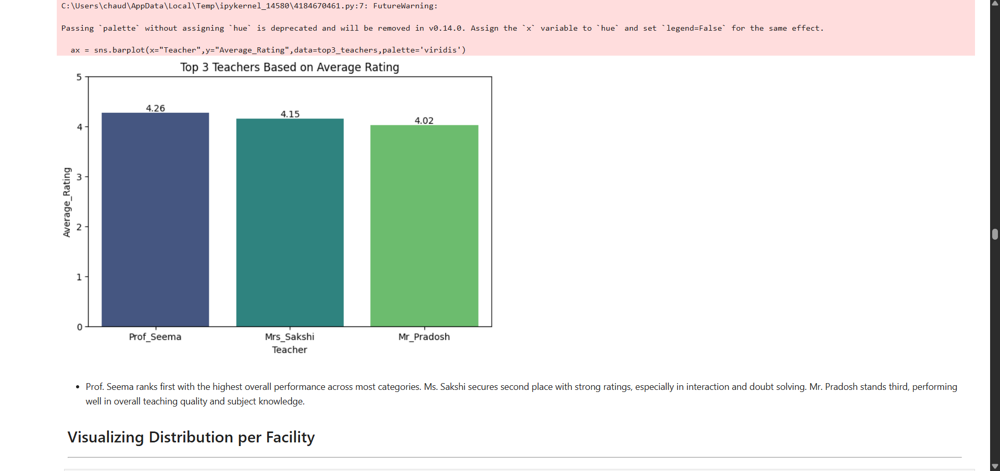 C:\Users\chaud\AppData\Local\Temp\ipykernel_14580\4184670461.py:7: FutureWarning:
Passing `palette` without assigning `hue` is deprecated and will be removed in v0.14.0. Assign the `x` variable to `hue` and set `legend=False` for the same effect.
ax = sns.barplot(x="Teacher",y="Average_Rating",data=top3_teachers,palette='viridis')
Top 3 Teachers Based on Average Rating
5
4
3
2
1
0
Average_Rating
4.26
4.15
4.02
Prof_Seema
Mrs_Sakshi
Mr_Pradosh
Teacher
• Prof. Seema ranks first with the highest overall performance across most categories. Ms. Sakshi secures second place with strong ratings, especially in interaction and doubt solving. Mr. Pradosh stands third, performing
well in overall teaching quality and subject knowledge.
Visualizing Distribution per Facility